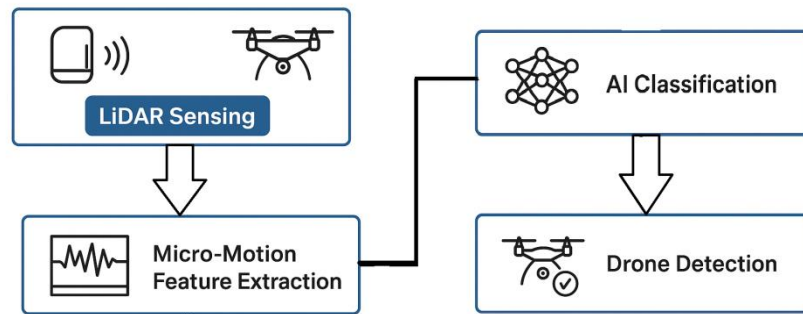 LiDAR Sensing
Micro-Motion
Feature Extraction
AI Classification
Drone Detection